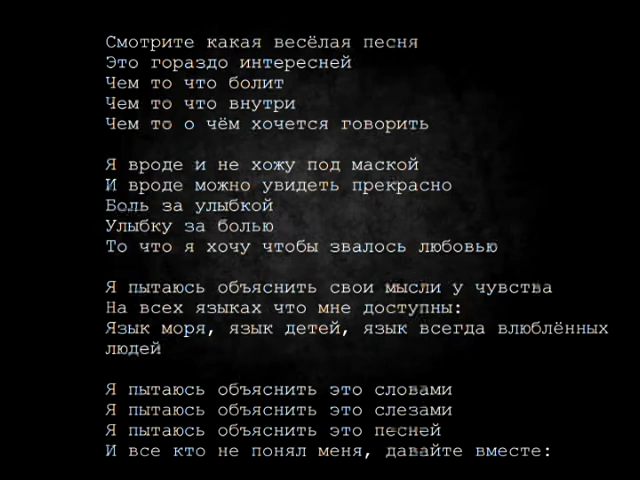 Смотрите какая весёлая песня
Это гораздо интересней
Чем то что болит
Чем то что внутри
Чем то о чём хочется говорить

Я вроде и не хожу под маской
И вроде можно увидеть прекрасно
Боль за улыбкой
Улыбку за болью
То что я хочу чтобы звалось любовью

Я пытаюсь объяснить свои мысли у чувства
На всех языках что мне доступны:
Язык моря, язык детей, язык всегда влюблённых
людей

Я пытаюсь объяснить это словами
Я пытаюсь объяснить это слезами
Я пытаюсь объяснить это песней
И все кто не понял меня, давайте вместе: